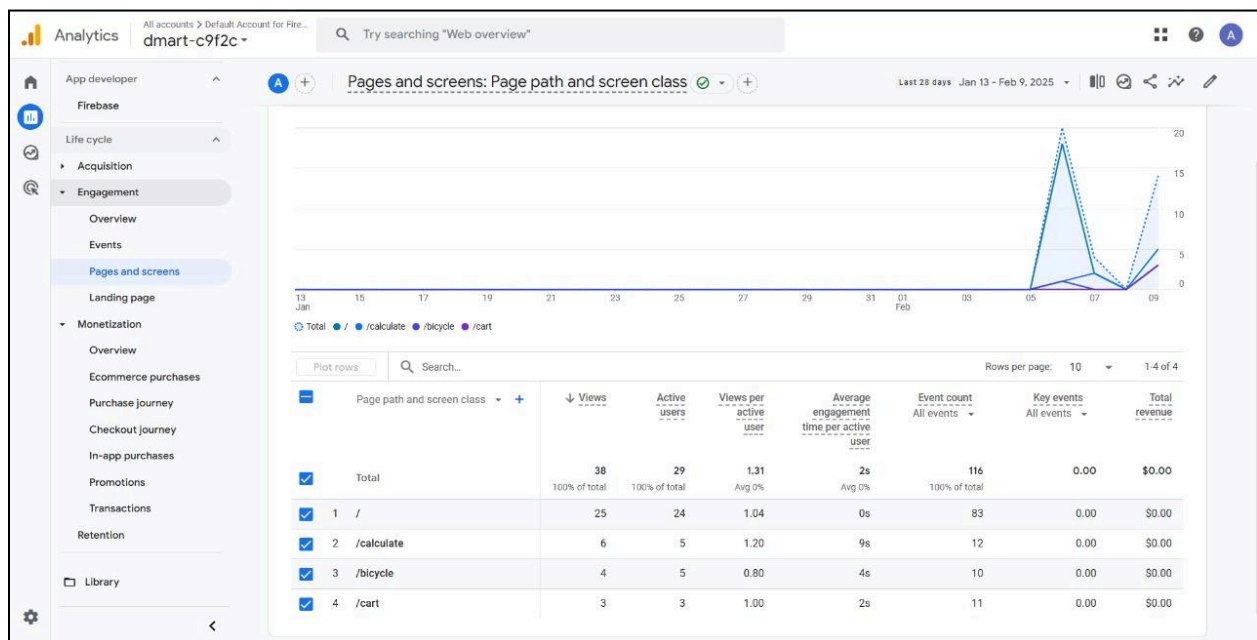 Analytics
All accounts > Default Account for Fire...
dmart-c9f2c
Try searching "Web overview"
A
App developer
Firebase
Life cycle
Acquisition
Engagement
Overview
Events
Pages and screens
Landing page
Monetization
Overview
Ecommerce purchases
Purchase journey
Checkout journey
In-app purchases
Promotions
Transactions
Retention
Library
A
Pages and screens: Page path and screen class
Last 28 days Jan 13 - Feb 9, 2025
20
15
10
5
0
13 15 17 19 21 23 25 27 29 31 01 03 05 07 09
Jan Feb
Total / /calculate /bicycle /cart
Plot rows Search... Rows per page: 10 1-4 of 4
Page path and screen class + ↓ Views Active users Views per active user Average engagement time per active user Event count All events Key events All events Total revenue
Total 38 29 1.31 2s 116 0.00 $0.00
100% of total 100% of total Avg 0% Avg 0% 100% of total
1 / 25 24 1.04 0s 83 0.00 $0.00
2 /calculate 6 5 1.20 9s 12 0.00 $0.00
3 /bicycle 4 5 0.80 4s 10 0.00 $0.00
4 /cart 3 3 1.00 2s 11 0.00 $0.00